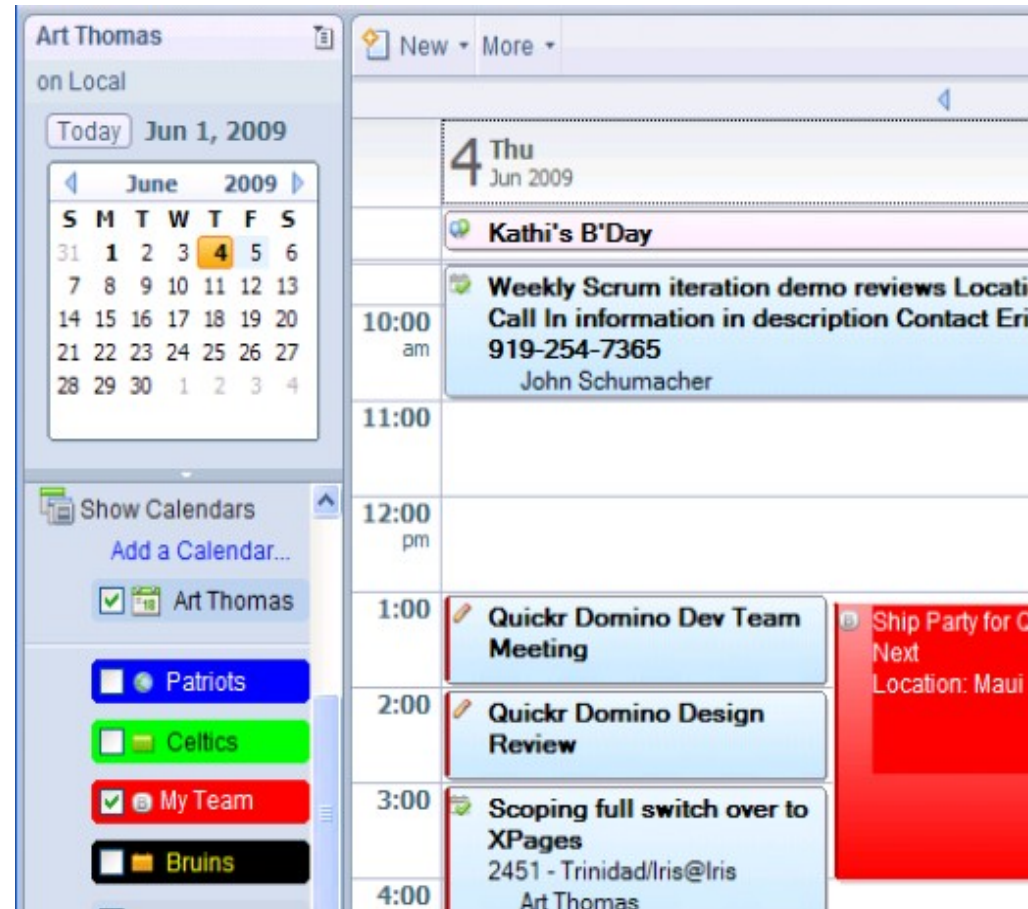 Art Thomas
on Local
Today Jun 1, 2009
June 2009
S M T W T F S
31 1 2 3 4 5 6
7 8 9 10 11 12 13
14 15 16 17 18 19 20
21 22 23 24 25 26 27
28 29 30 1 2 3 4
Show Calendars
Add a Calendar...
Art Thomas
Patriots
Celtics
My Team
Bruins
New More
4 Thu
Jun 2009
Kathi's B'Day
Weekly Scrum iteration demo reviews Locati
Call In information in description Contact Eri
919-254-7365
John Schumacher
10:00
am
11:00
12:00
pm
1:00
Quickr Domino Dev Team
Meeting
Ship Party for Q
Next
Location: Maui
2:00
Quickr Domino Design
Review
3:00
Scoping full switch over to
XPages
2451 - Trinidad/Iris@Iris
Art Thomas
4:00